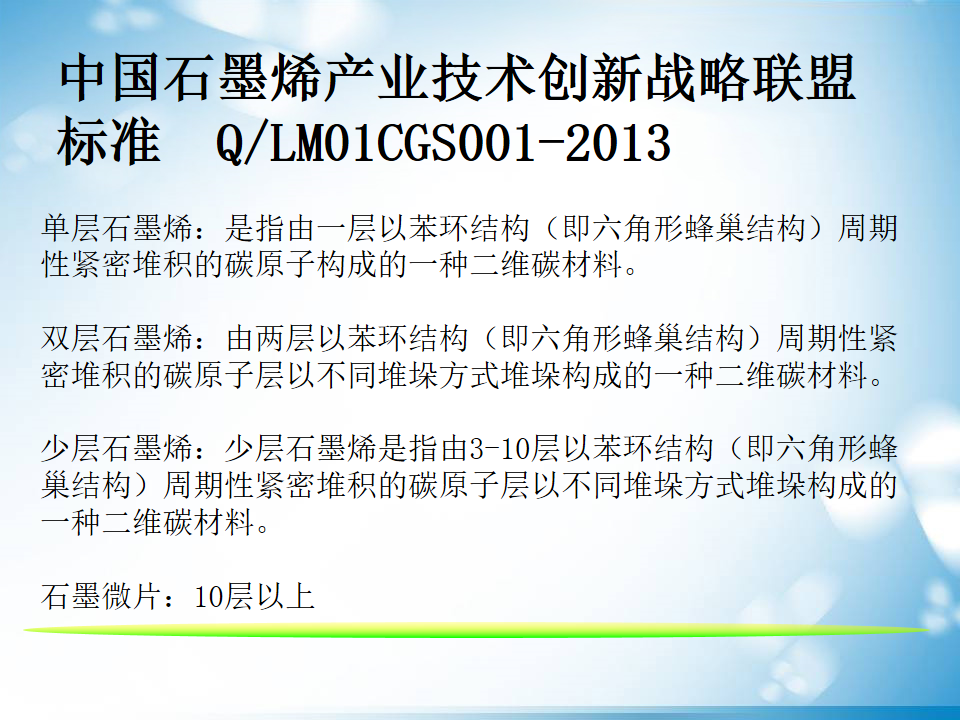 中国石墨烯产业技术创新战略联盟
标准 Q/LM01CGS001-2013
单层石墨烯：是指由一层以苯环结构（即六角形蜂巢结构）周期
性紧密堆积的碳原子构成的一种二维碳材料。
双层石墨烯：由两层以苯环结构（即六角形蜂巢结构）周期性紧
密堆积的碳原子层以不同堆垛方式堆垛构成的一种二维碳材料。
少层石墨烯：少层石墨烯是指由3-10层以苯环结构（即六角形蜂
巢结构）周期性紧密堆积的碳原子层以不同堆垛方式堆垛构成的
一种二维碳材料。
石墨微片：10层以上